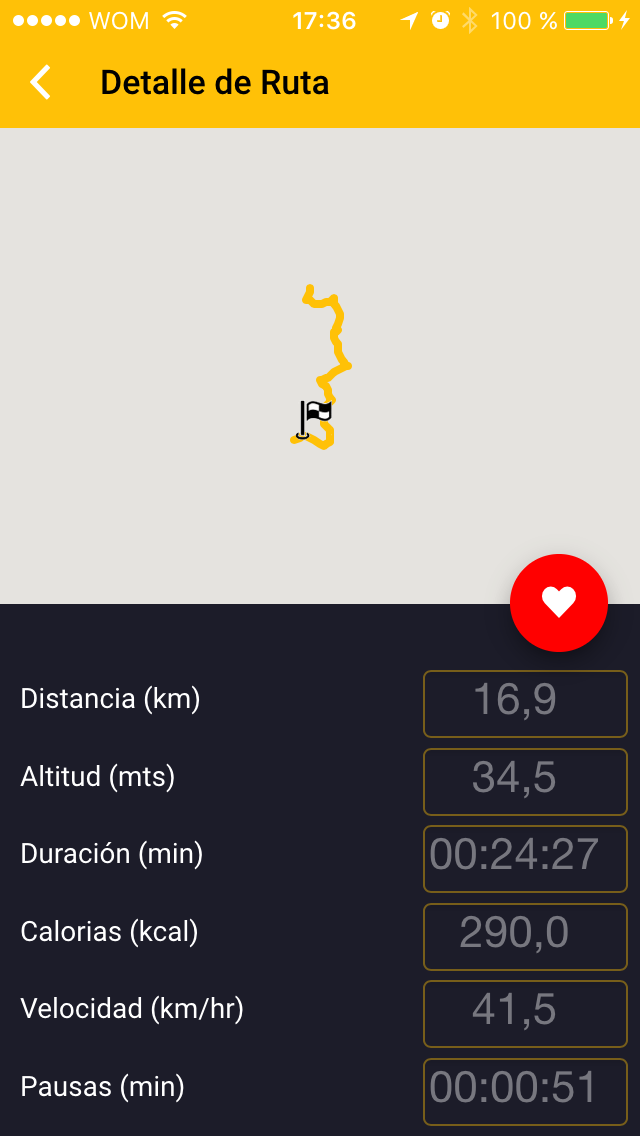 WOM 17:36 100 %
Detalle de Ruta
Distancia (km) 16,9
Altitud (mts) 34,5
Duración (min) 00:24:27
Calorias (kcal) 290,0
Velocidad (km/hr) 41,5
Pausas (min) 00:00:51